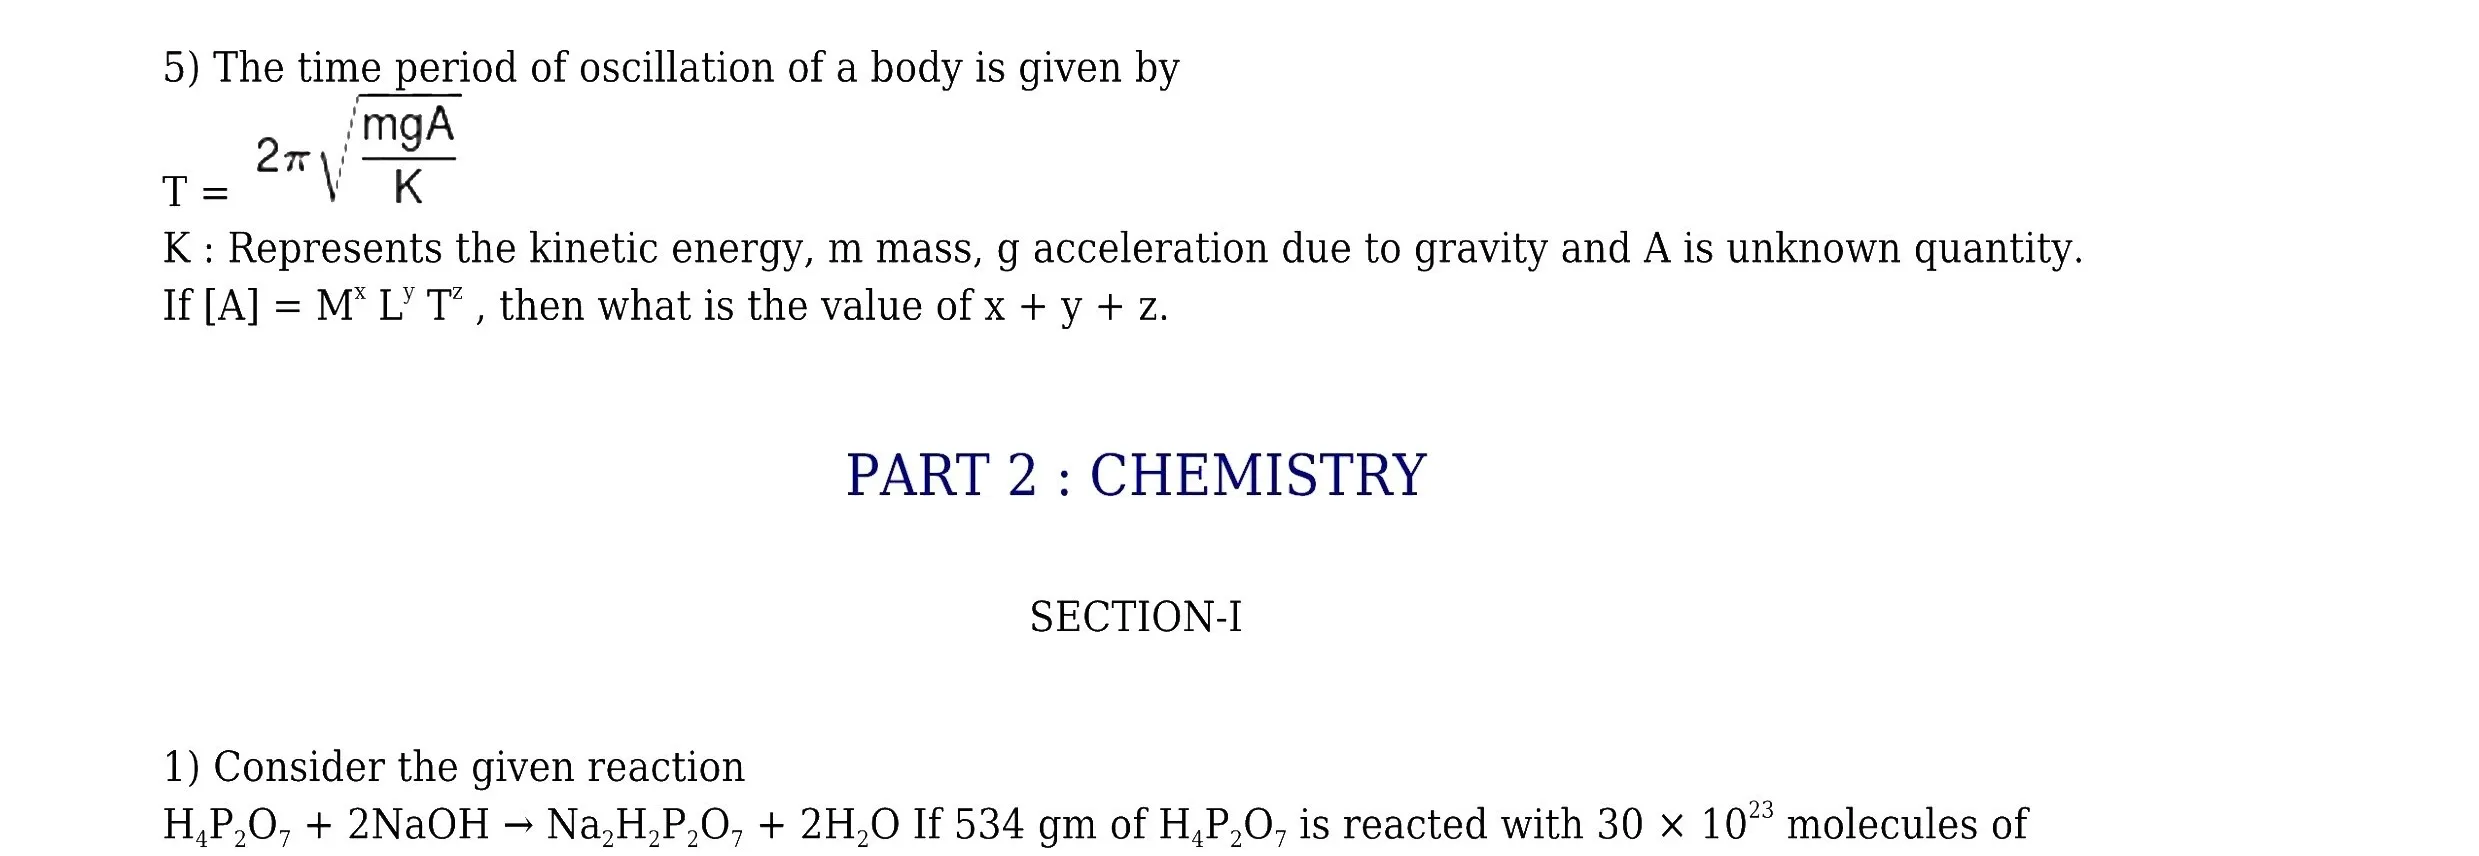 5) The time period of oscillation of a body is given by
T = 2π√(mgA/K)
K : Represents the kinetic energy, m mass, g acceleration due to gravity and A is unknown quantity.
If [A] = Mˣ Lʸ Tᶻ , then what is the value of x + y + z.
PART 2 : CHEMISTRY
SECTION-I
1) Consider the given reaction
H₄P₂O₇ + 2NaOH → Na₂H₂P₂O₇ + 2H₂O If 534 gm of H₄P₂O₇ is reacted with 30 × 10²³ molecules of